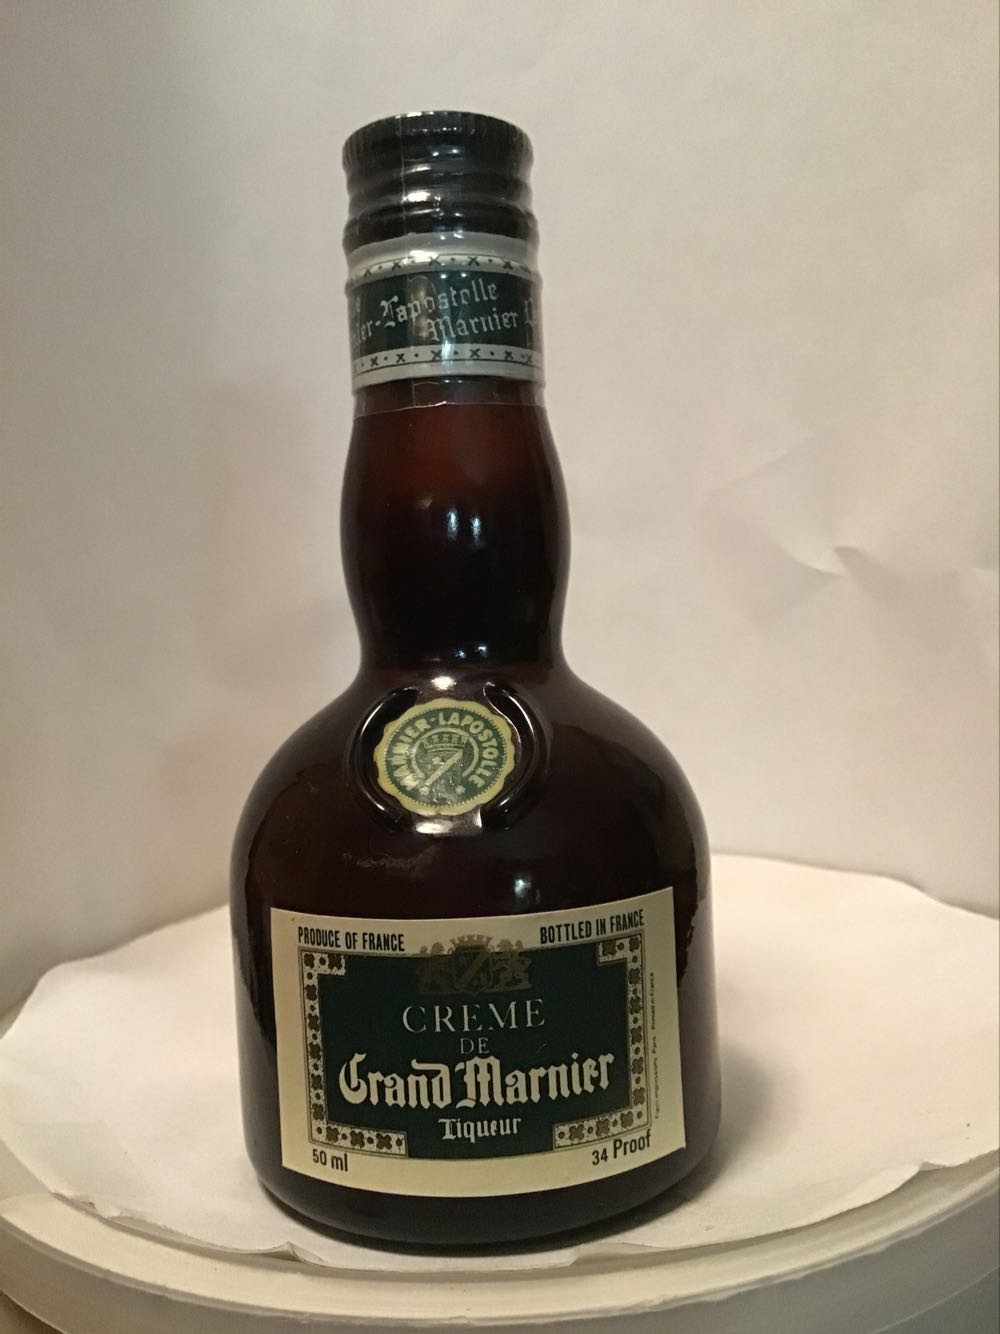 er-Lapostolle
Marnier
MARNIER-LAPOSTOLLE
PRODUCE OF FRANCE
BOTTLED IN FRANCE
CREME
DE
Grand Marnier
Liqueur
50 ml
34 Proof